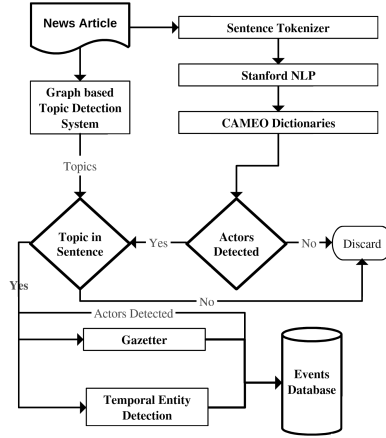 News Article
Sentence Tokenizer
Stanford NLP
CAMEO Dictionaries
Graph based
Topic Detection
System
Topics
Topic in
Sentence
Yes
Actors
Detected
No
Discard
Yes
No
Actors Detected
Gazetter
Temporal Entity
Detection
Events
Database